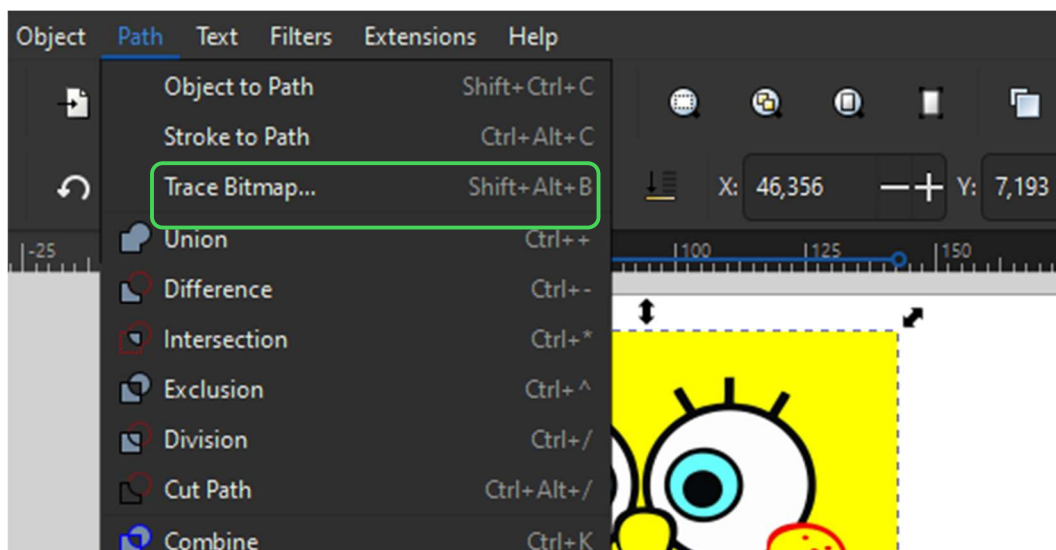 Object Path Text Filters Extensions Help
Object to Path Shift+Ctrl+C
Stroke to Path Ctrl+Alt+C
Trace Bitmap... Shift+Alt+B
X: 46,356 Y: 7,193
Union Ctrl++
-25 100 125 150
Difference Ctrl+-
Intersection Ctrl+*
Exclusion Ctrl+^
Division Ctrl+/
Cut Path Ctrl+Alt+/
Combine Ctrl+K